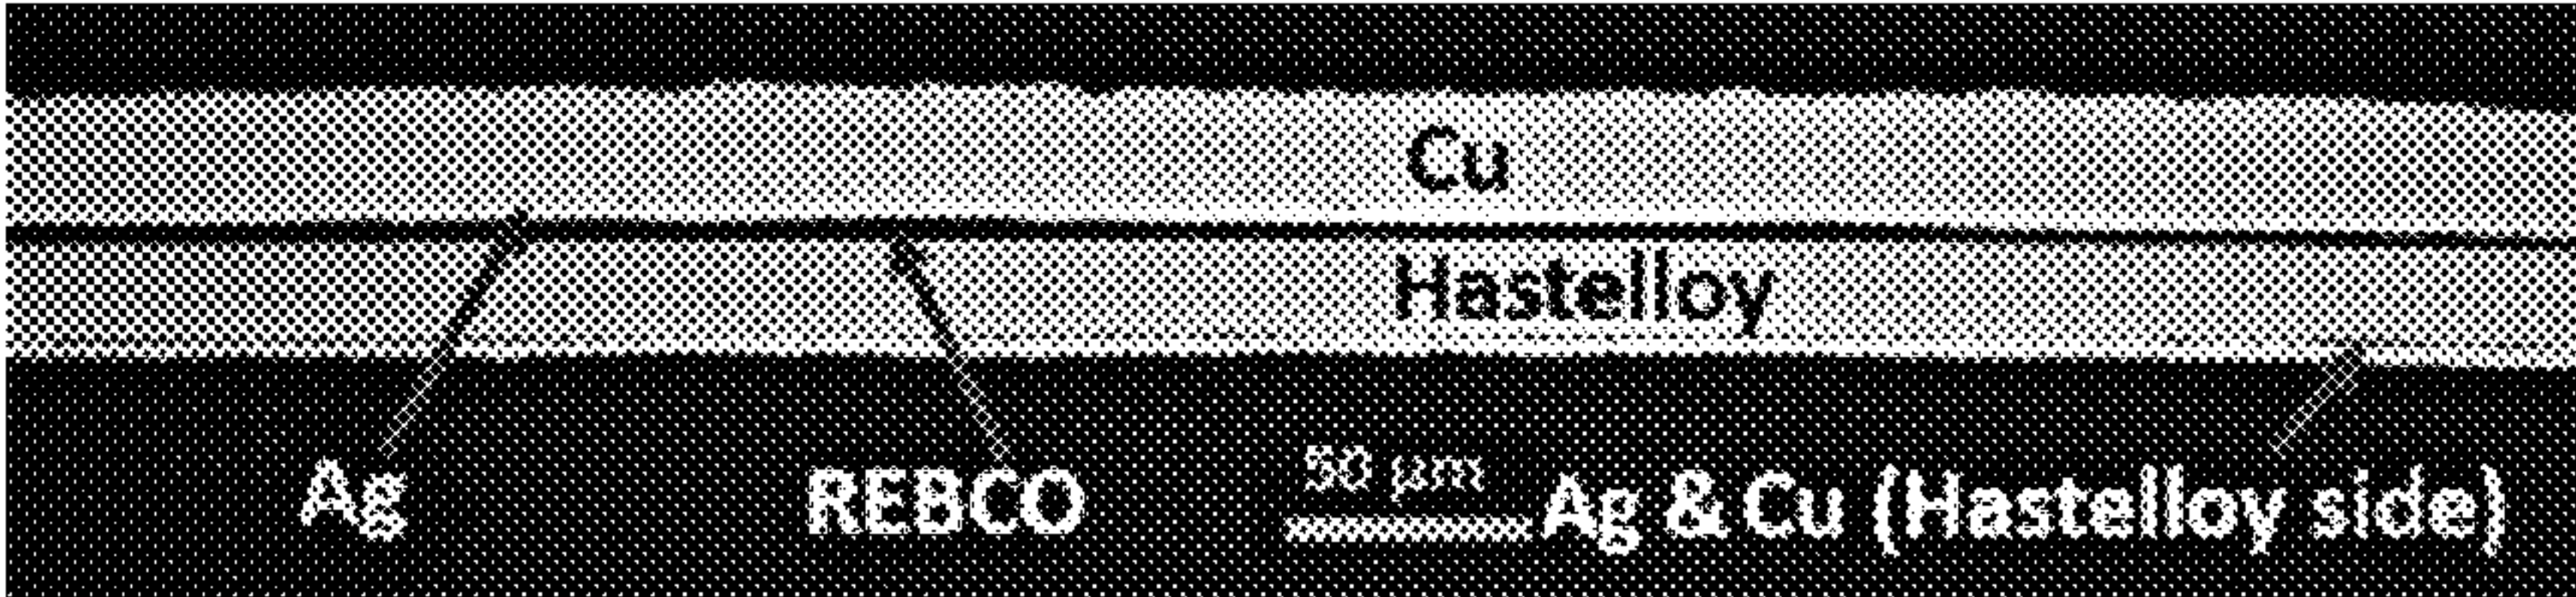 Cu
Hastelloy
50 μm
Ag
REBCO
Ag & Cu (Hastelloy side)